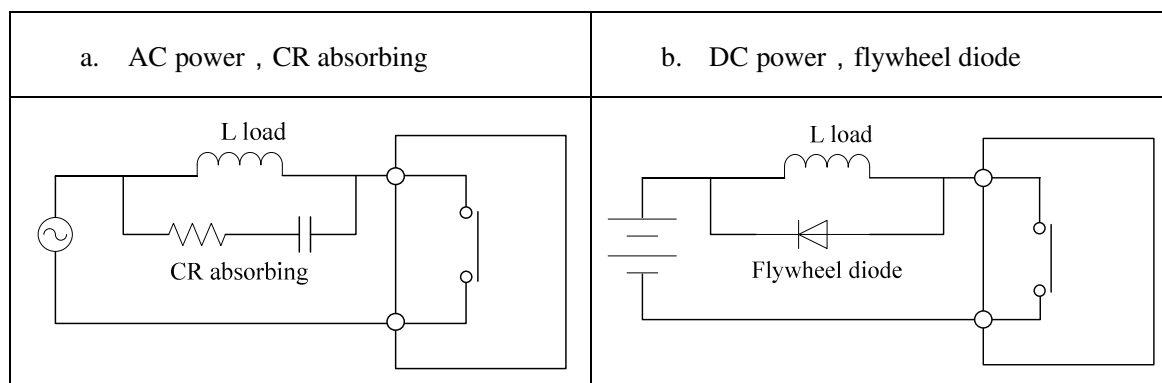 a. AC power , CR absorbing
b. DC power , flywheel diode
L load
CR absorbing
L load
Flywheel diode